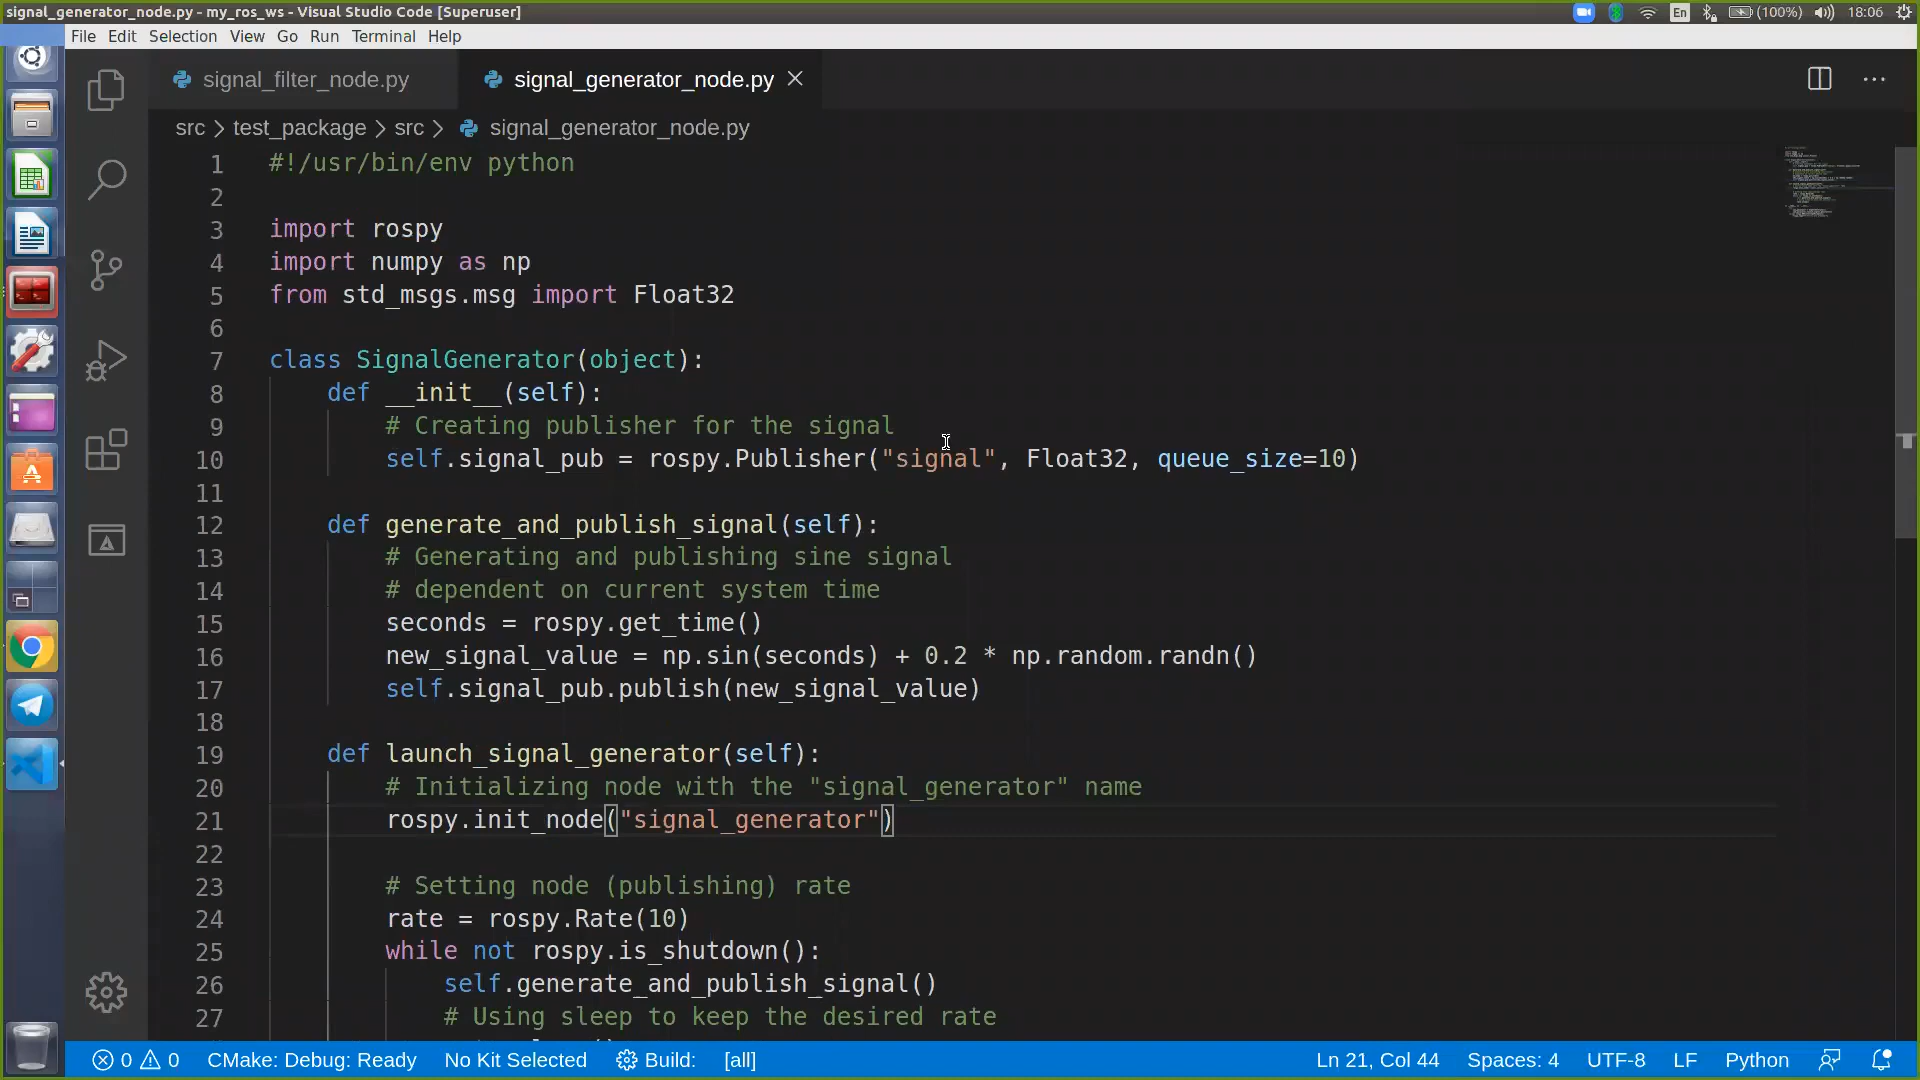 signal_generator_node.py - my_ros_ws - Visual Studio Code [Superuser]
En
(100%)
18:06
File Edit Selection View Go Run Terminal Help
signal_filter_node.py
signal_generator_node.py
src > test_package > src > signal_generator_node.py
1 #!/usr/bin/env python
2
3 import rospy
4 import numpy as np
5 from std_msgs.msg import Float32
6
7 class SignalGenerator(object):
8     def __init__(self):
9         # Creating publisher for the signal
10         self.signal_pub = rospy.Publisher("signal", Float32, queue_size=10)
11
12     def generate_and_publish_signal(self):
13         # Generating and publishing sine signal
14         # dependent on current system time
15         seconds = rospy.get_time()
16         new_signal_value = np.sin(seconds) + 0.2 * np.random.randn()
17         self.signal_pub.publish(new_signal_value)
18
19     def launch_signal_generator(self):
20         # Initializing node with the "signal_generator" name
21         rospy.init_node("signal_generator")
22
23         # Setting node (publishing) rate
24         rate = rospy.Rate(10)
25         while not rospy.is_shutdown():
26             self.generate_and_publish_signal()
27             # Using sleep to keep the desired rate
0 0 CMake: Debug: Ready No Kit Selected Build: [all] Ln 21, Col 44 Spaces: 4 UTF-8 LF Python